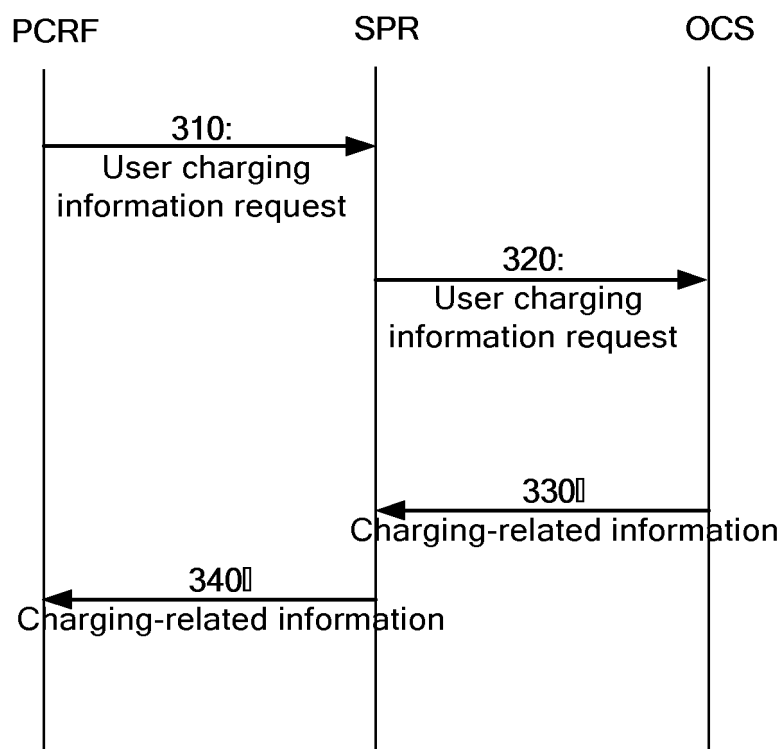 PCRF SPR OCS
310:
User charging
information request
320:
User charging
information request
330▯
Charging-related information
340▯
Charging-related information